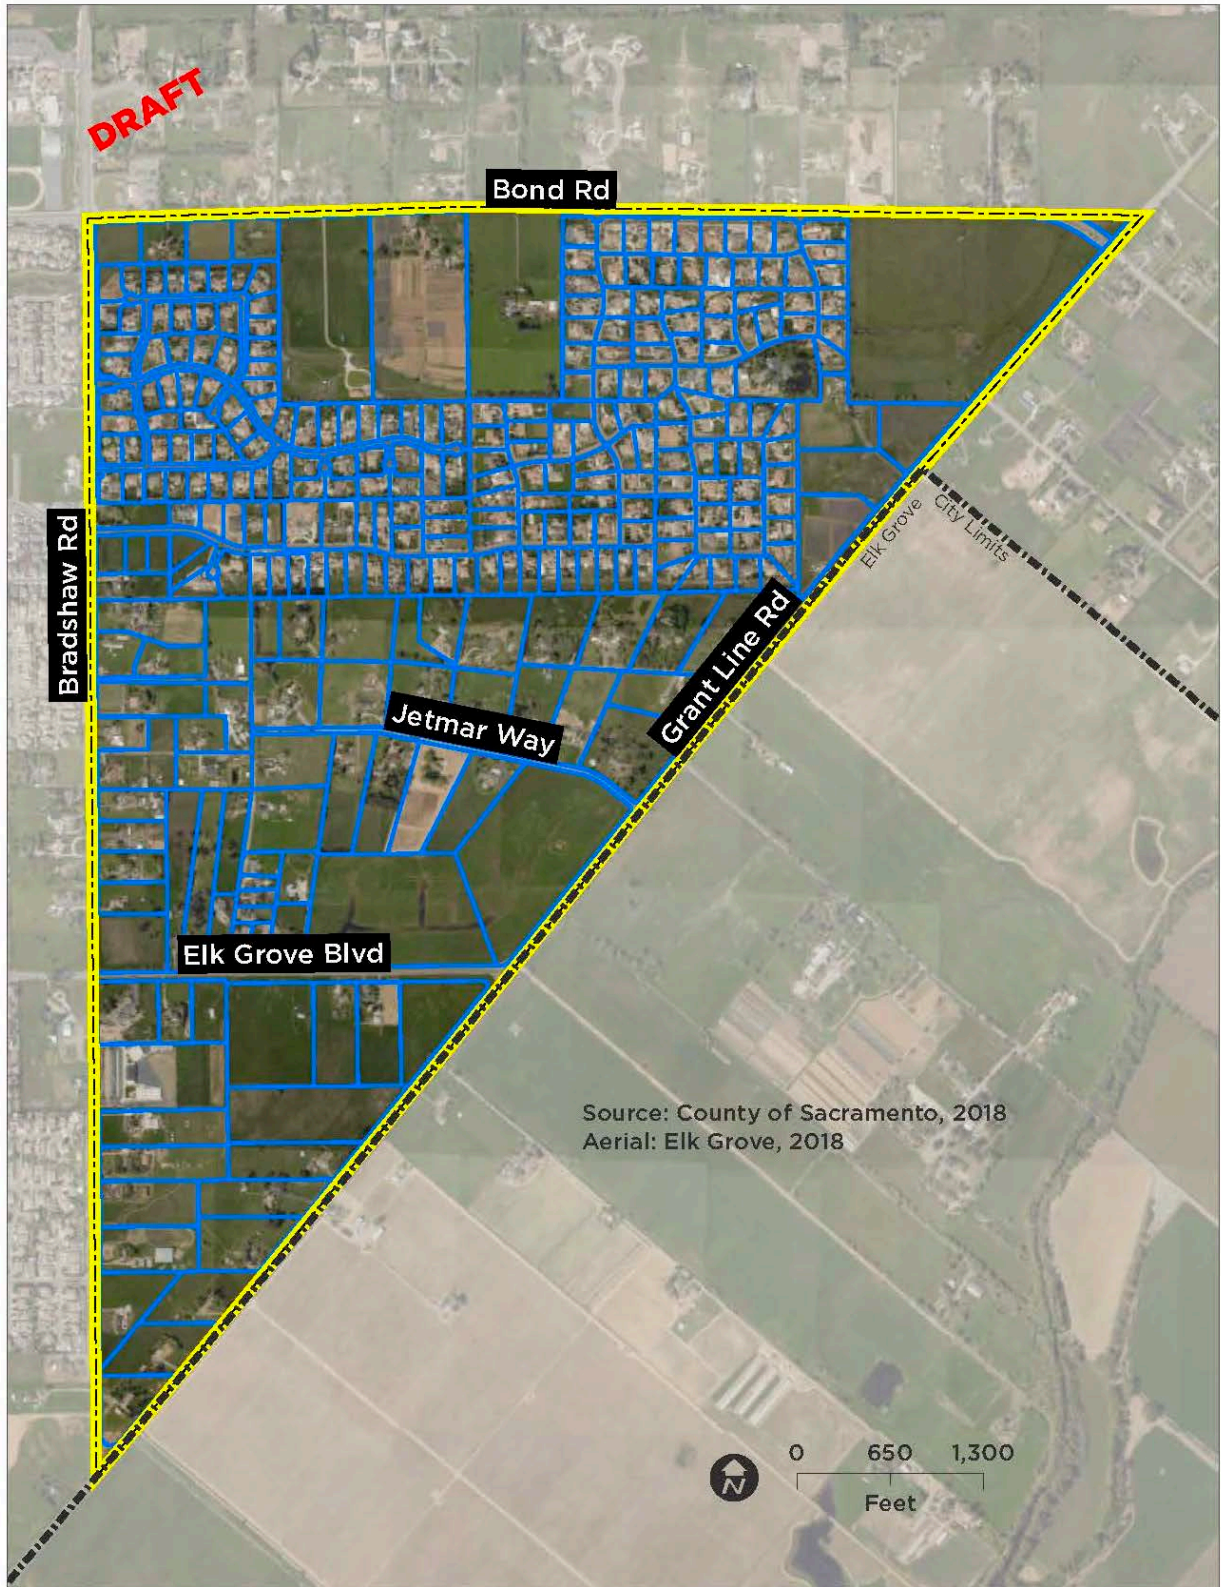 DRAFT
Bond Rd
Bradshaw Rd
Elk Grove
City Limits
Grant Line Rd
Jetmar Way
Elk Grove Blvd
Source: County of Sacramento, 2018
Aerial: Elk Grove, 2018
N
0 650 1,300
Feet